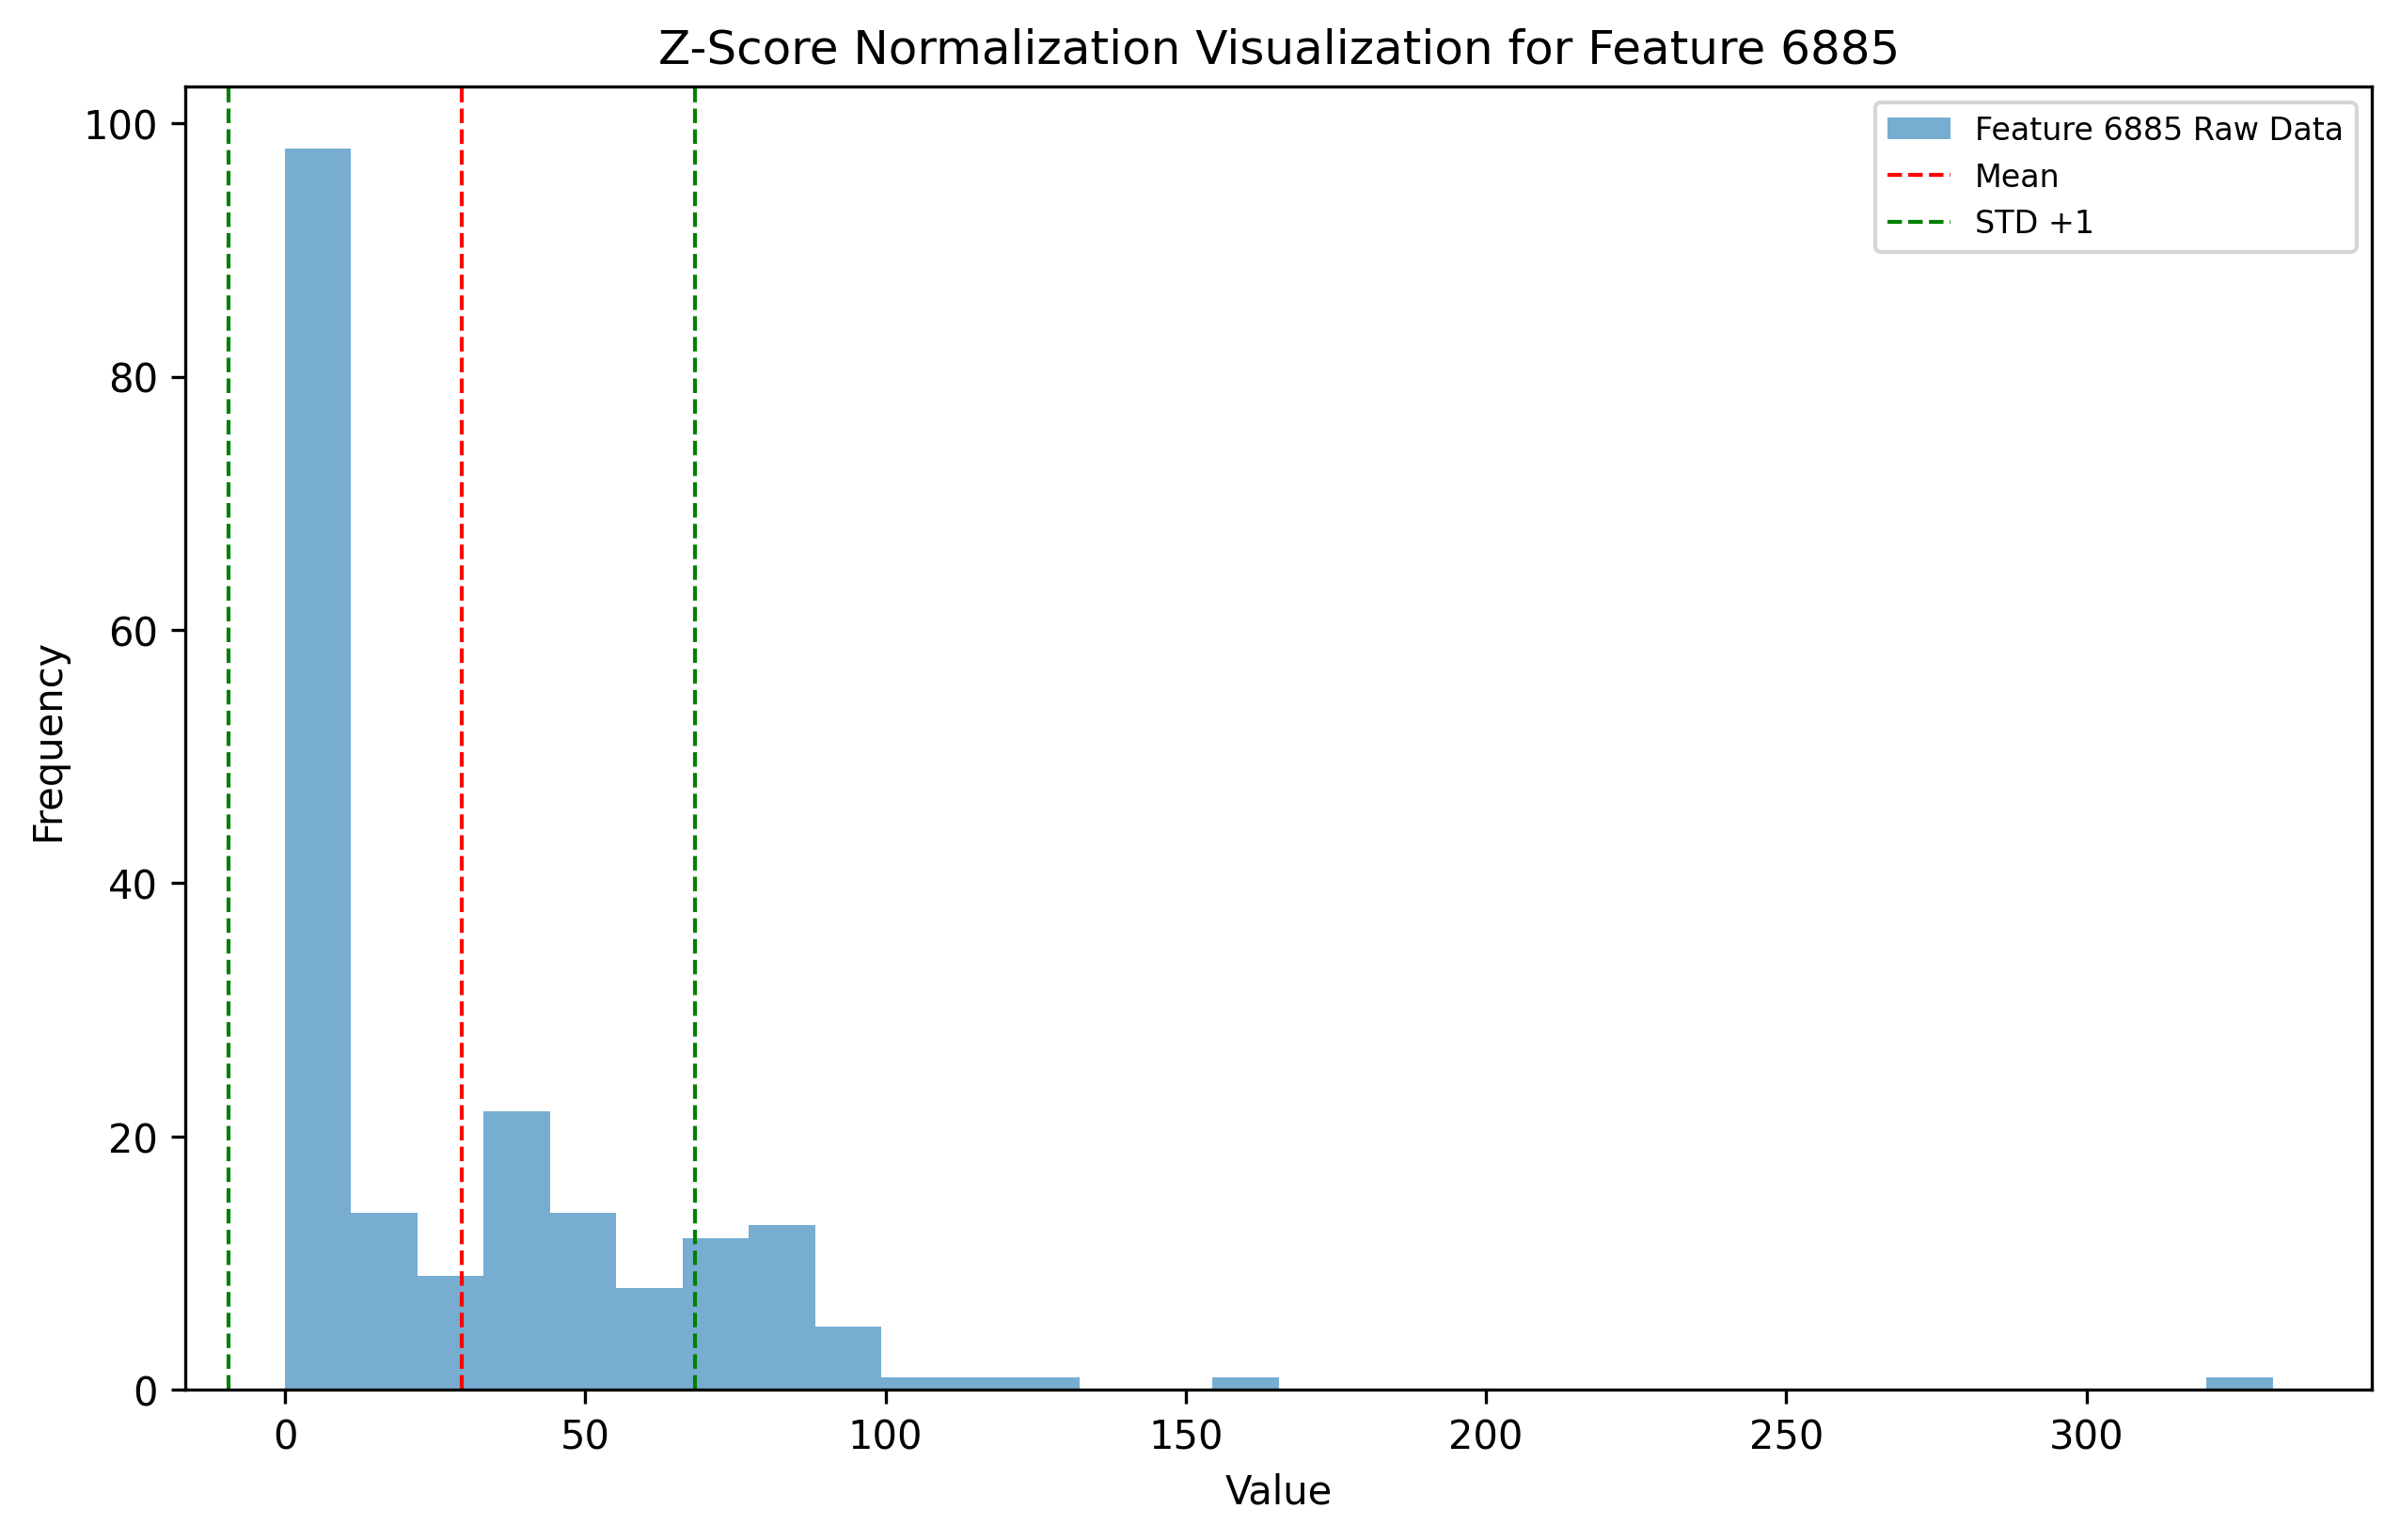 Z-Score Normalization Visualization for Feature 6885
Feature 6885 Raw Data
Mean
STD +1
Frequency
100
80
60
40
20
0
0 50 100 150 200 250 300
Value